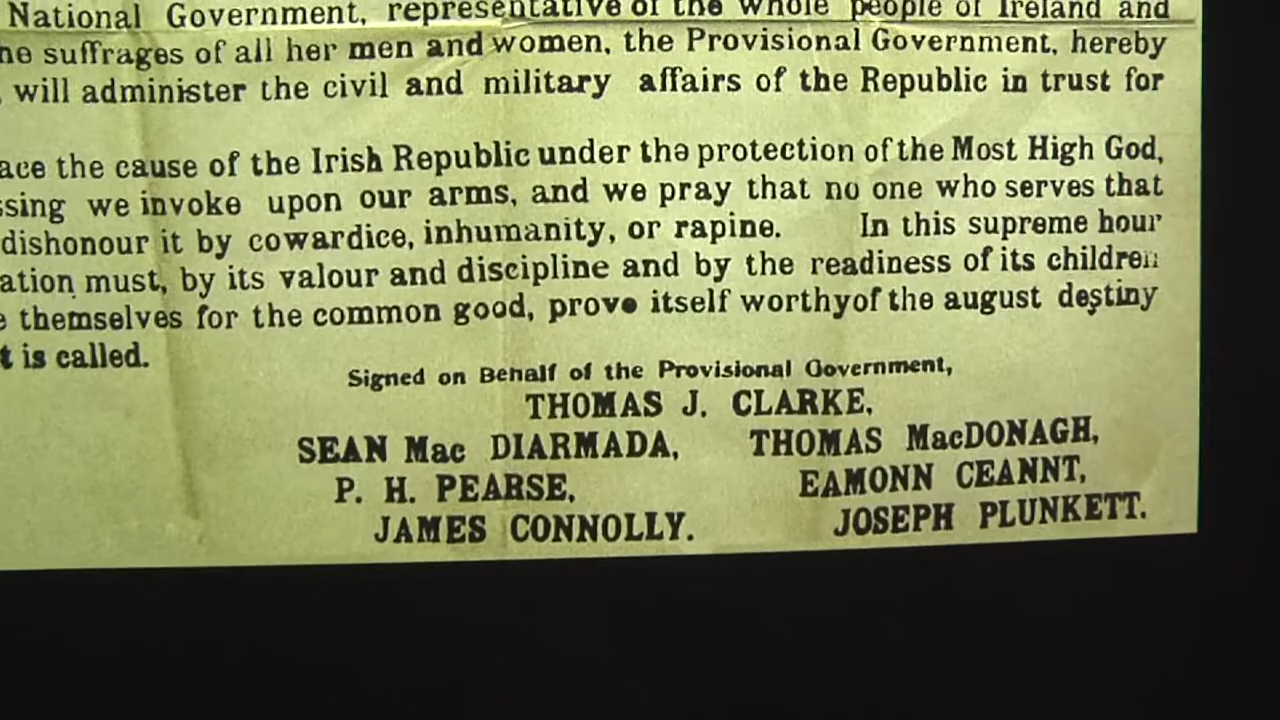 National Government, representative of the whole people of Ireland and
he suffrages of all her men and women, the Provisional Government, hereby
will administer the civil and military affairs of the Republic in trust for
ace the cause of the Irish Republic under the protection of the Most High God,
ssing we invoke upon our arms, and we pray that no one who serves that
dishonour it by cowardice, inhumanity, or rapine. In this supreme hour
ation must, by its valour and discipline and by the readiness of its children
e themselves for the common good, prove itself worthy of the august destiny
t is called.
Signed on Behalf of the Provisional Government,
THOMAS J. CLARKE,
SEAN Mac DIARMADA, THOMAS MacDONAGH,
P. H. PEARSE, EAMONN CEANNT,
JAMES CONNOLLY. JOSEPH PLUNKETT.